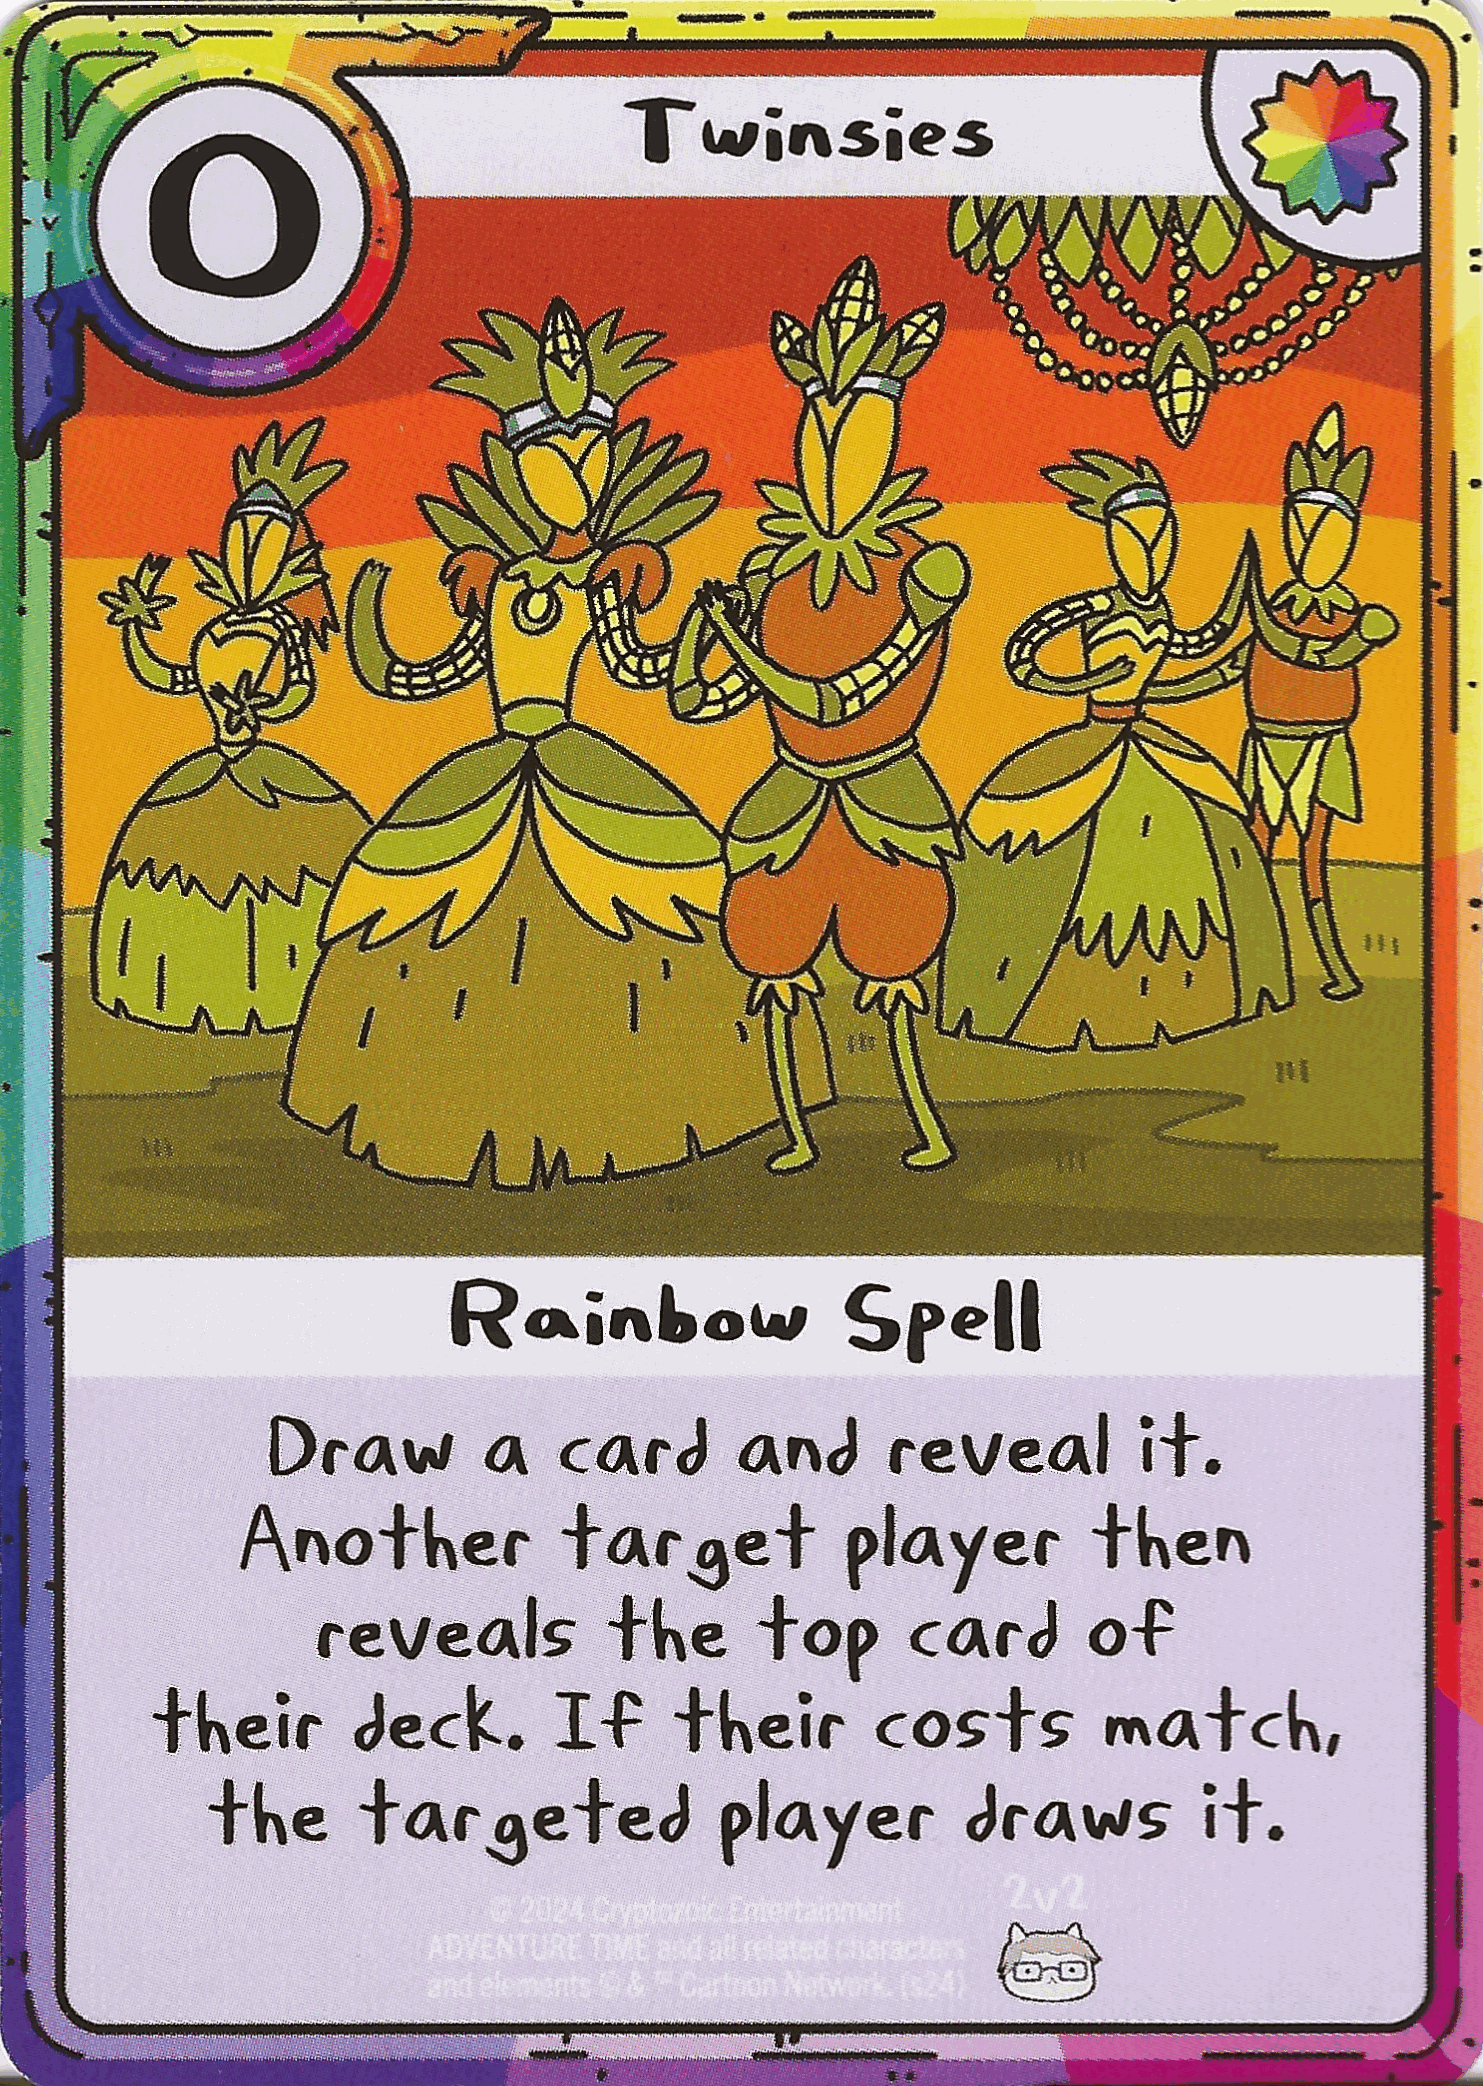 0
Twinsies
Rainbow Spell
Draw a card and reveal it.
Another target player then
reveals the top card of
their deck. If their costs match,
the targeted player draws it.
2v2
© 2024 Cryptozoic Entertainment
ADVENTURE TIME and all related characters
and elements © & ™ Cartoon Network. (s24)